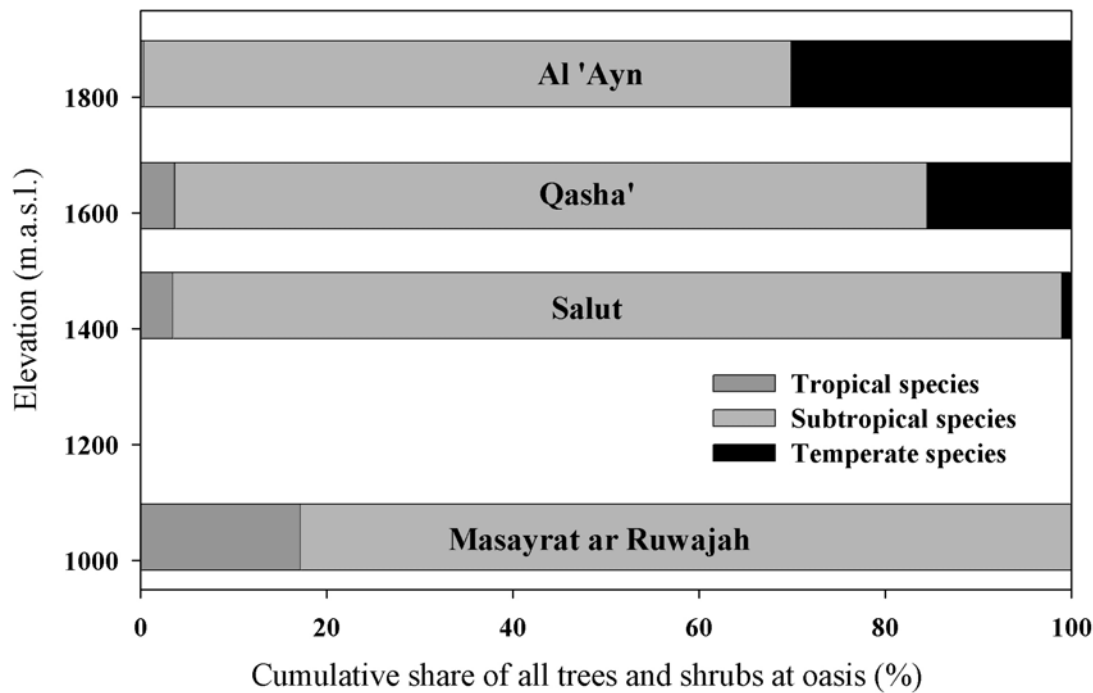 Al 'Ayn
1800
Qasha'
1600
Salut
1400
Tropical species
Subtropical species
Temperate species
1200
Masayrat ar Ruwajah
1000
Elevation (m.a.s.l.)
0 20 40 60 80 100
Cumulative share of all trees and shrubs at oasis (%)